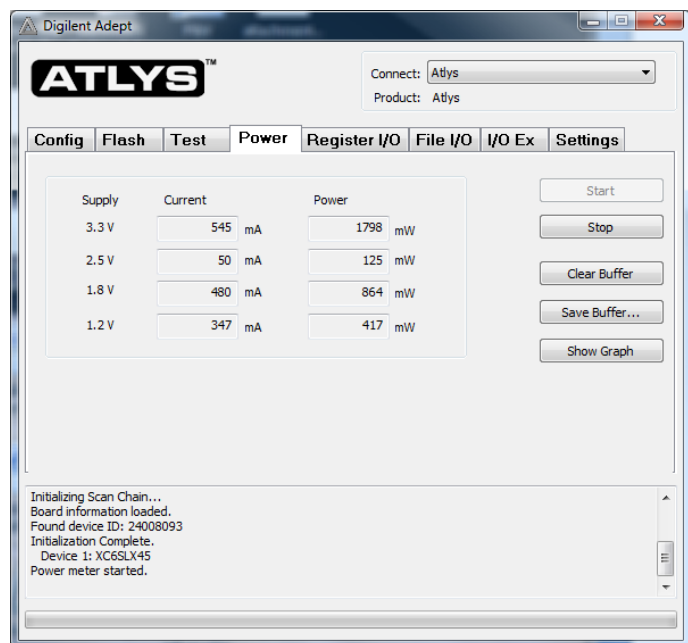 Digilent Adept
ATLYS™
Connect: Atlys
Product: Atlys
Config Flash Test Power Register I/O File I/O I/O Ex Settings
Supply Current Power
3.3 V 545 mA 1798 mW
2.5 V 50 mA 125 mW
1.8 V 480 mA 864 mW
1.2 V 347 mA 417 mW
Start
Stop
Clear Buffer
Save Buffer...
Show Graph
Initializing Scan Chain...
Board information loaded.
Found device ID: 24008093
Initialization Complete.
Device 1: XC6SLX45
Power meter started.